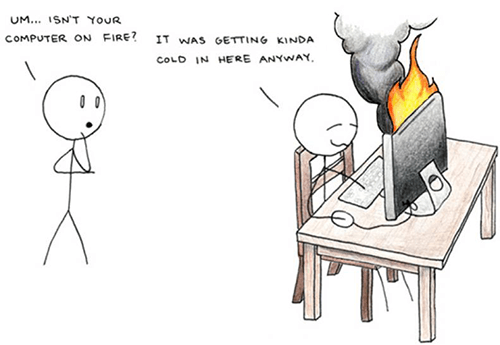 UM... ISN'T YOUR
COMPUTER ON FIRE?
IT WAS GETTING KINDA
COLD IN HERE ANYWAY.